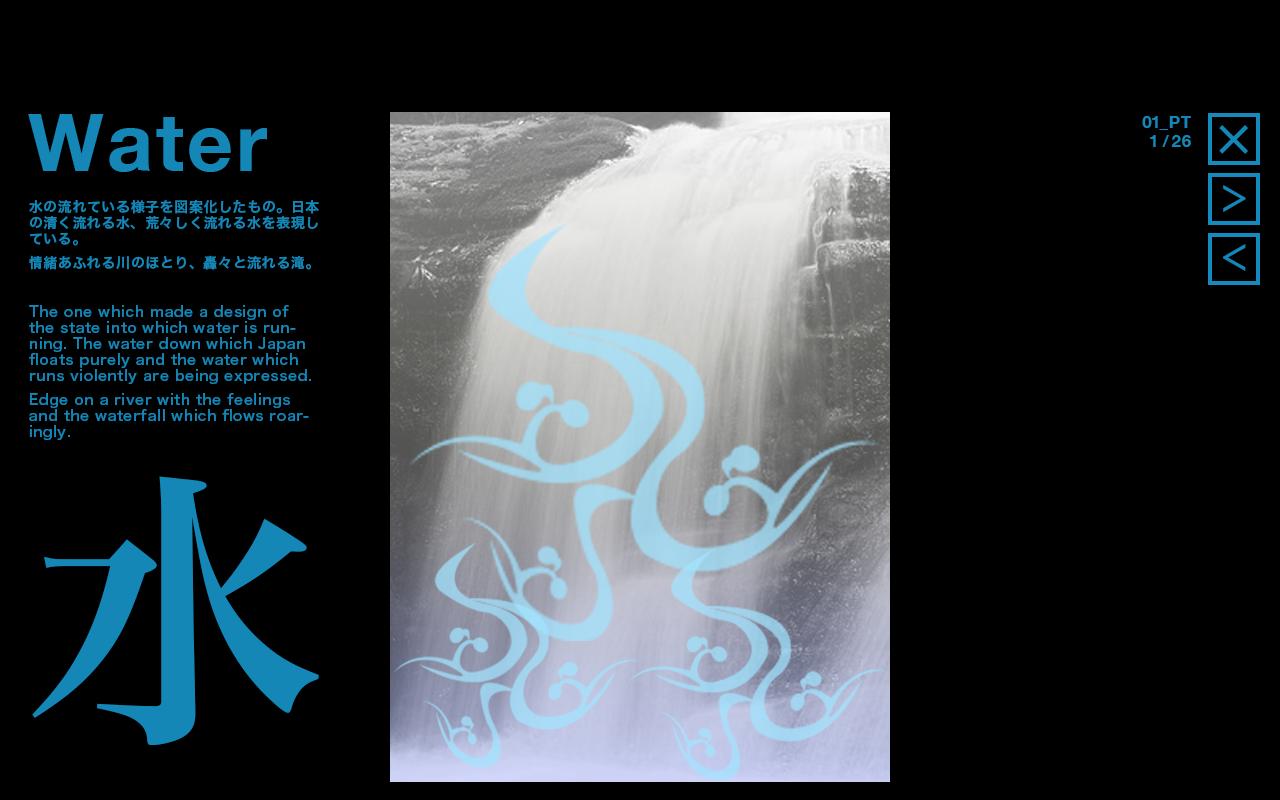 Water
水の流れている様子を図案化したもの。日本
の清く流れる水、荒々しく流れる水を表現し
ている。
情緒あふれる川のほとり、轟々と流れる滝。
The one which made a design of
the state into which water is run-
ning. The water down which Japan
floats purely and the water which
runs violently are being expressed.
Edge on a river with the feelings
and the waterfall which flows roar-
ingly.
水
01_PT
1 / 26